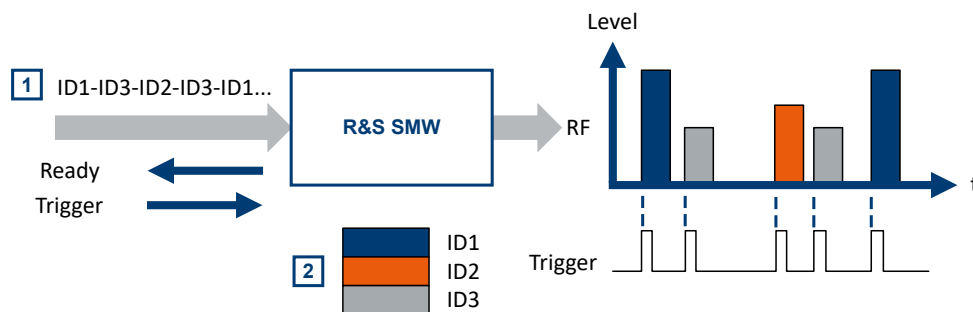 Level
1
ID1-ID3-ID2-ID3-ID1...
R&S SMW
RF
Ready
Trigger
t
2
ID1
ID2
ID3
Trigger